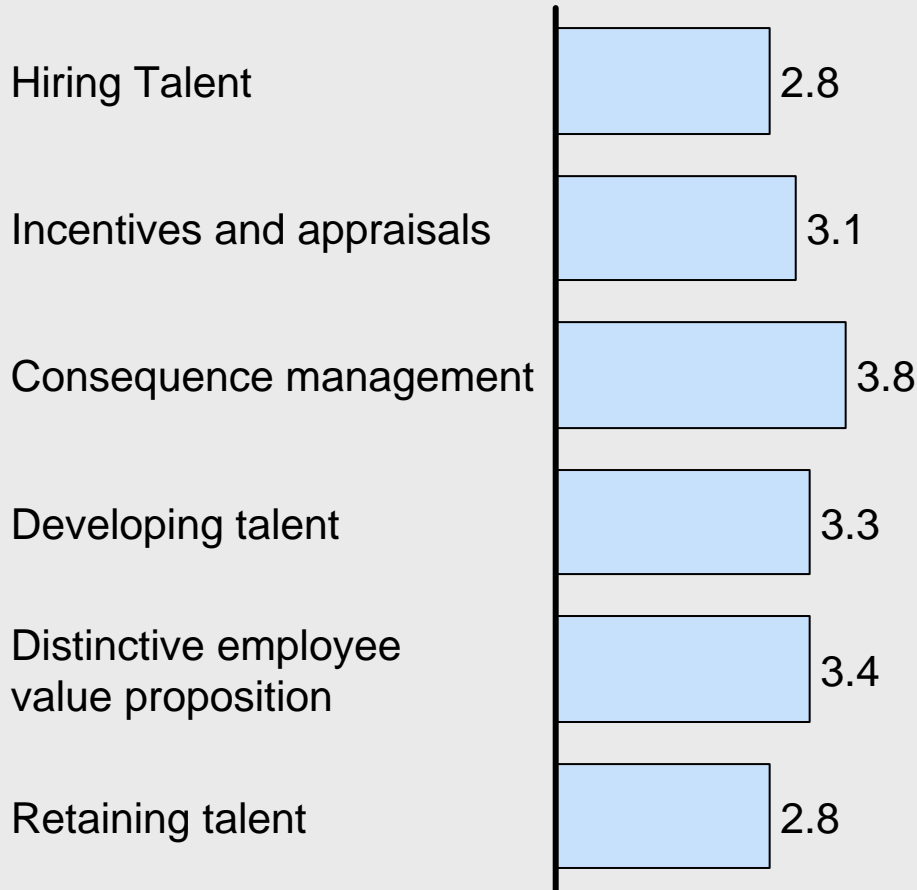 Hiring Talent
2.8
Incentives and appraisals
3.1
Consequence management
3.8
Developing talent
3.3
Distinctive employee
value proposition
3.4
Retaining talent
2.8